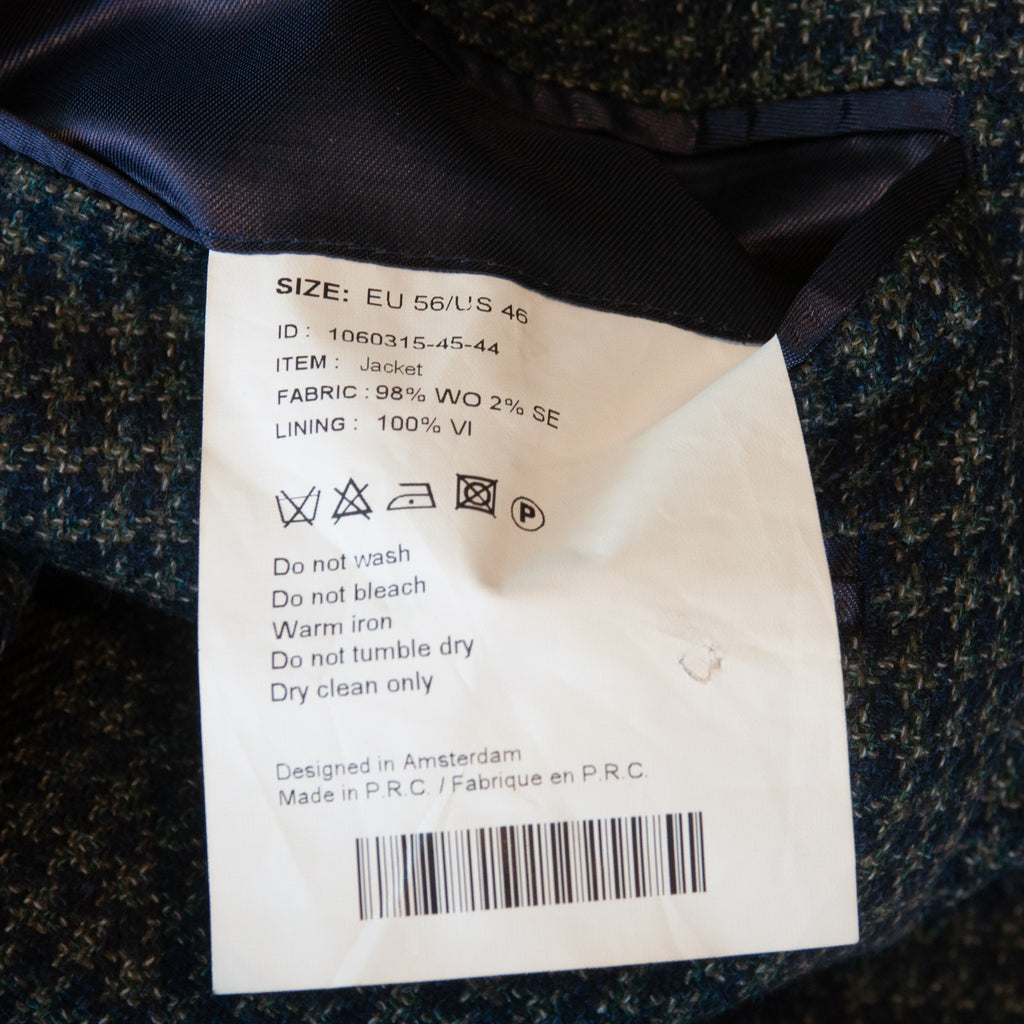 SIZE: EU 56/US 46
ID : 1060315-45-44
ITEM : Jacket
FABRIC : 98% WO 2% SE
LINING : 100% VI
P
Do not wash
Do not bleach
Warm iron
Do not tumble dry
Dry clean only
Designed in Amsterdam
Made in P.R.C. / Fabrique en P.R.C.